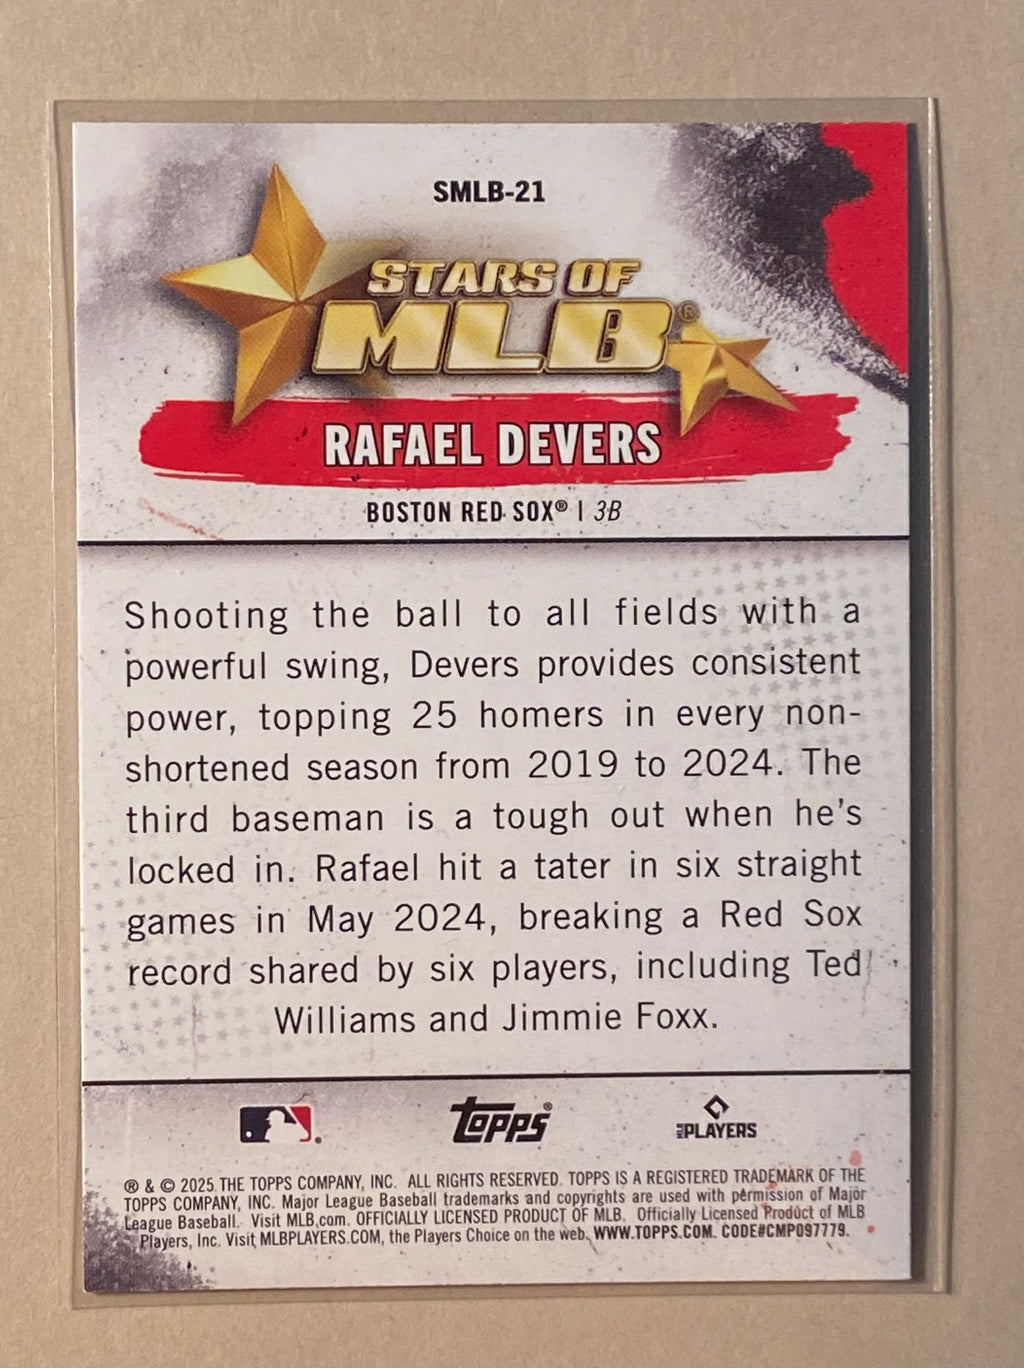 SMLB-21
STARS OF
MLB®
RAFAEL DEVERS
BOSTON RED SOX® | 3B
Shooting the ball to all fields with a
powerful swing, Devers provides consistent
power, topping 25 homers in every non-
shortened season from 2019 to 2024. The
third baseman is a tough out when he's
locked in. Rafael hit a tater in six straight
games in May 2024, breaking a Red Sox
record shared by six players, including Ted
Williams and Jimmie Foxx.
topps® PLAYERS
® & © 2025 THE TOPPS COMPANY, INC. ALL RIGHTS RESERVED. TOPPS IS A REGISTERED TRADEMARK OF THE
TOPPS COMPANY, INC. Major League Baseball trademarks and copyrights are used with permission of Major
League Baseball. Visit MLB.com. OFFICIALLY LICENSED PRODUCT OF MLB. Officially Licensed Product of MLB
Players, Inc. Visit MLBPLAYERS.COM, the Players Choice on the web. WWW.TOPPS.COM. CODE#CMP097779.